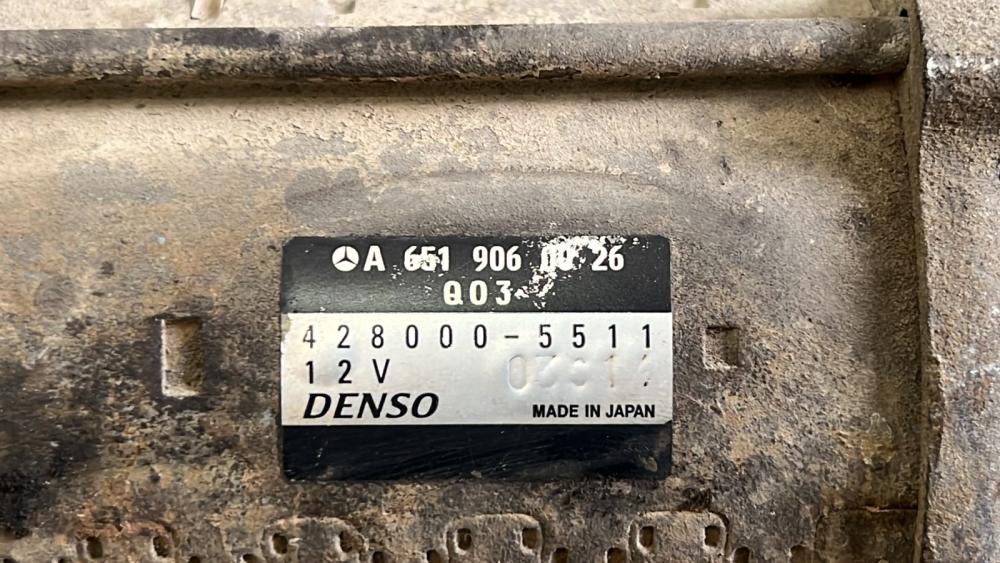 A 651 906 00 26
Q03
428000-5511
12V
DENSO
MADE IN JAPAN